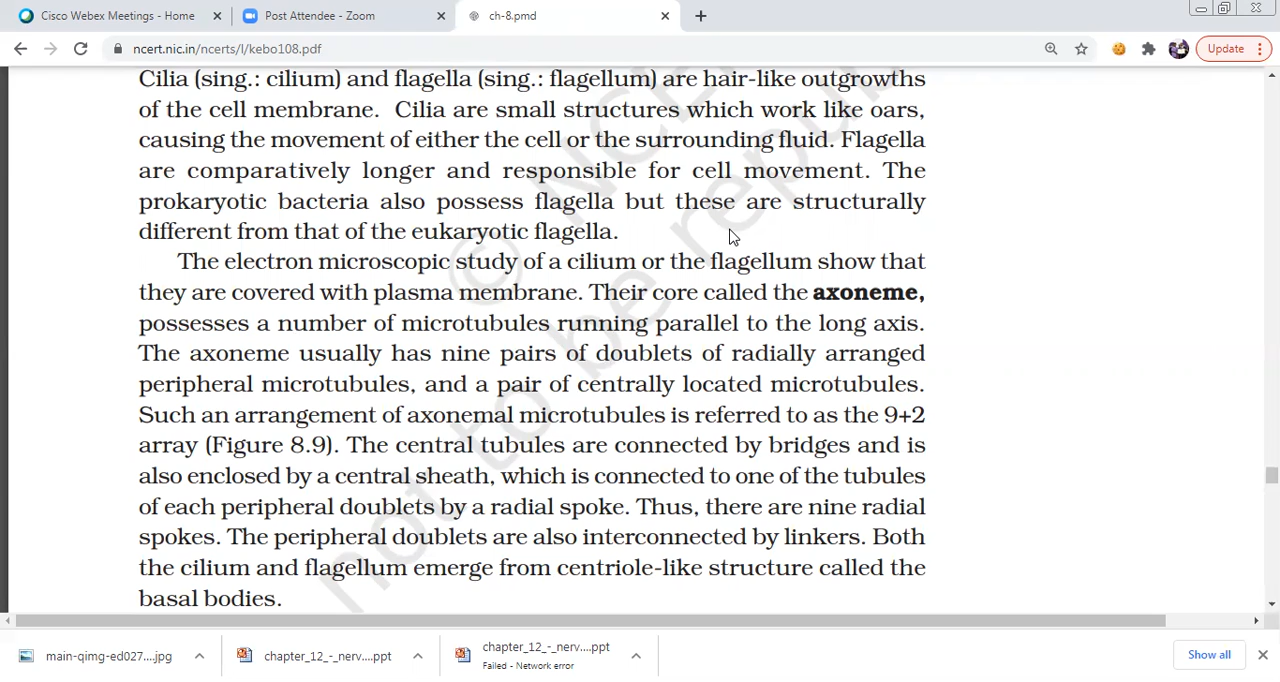 Cisco Webex Meetings - Home
Post Attendee - Zoom
ch-8.pmd
ncert.nic.in/ncerts/l/kebo108.pdf
Update
Cilia (sing.: cilium) and flagella (sing.: flagellum) are hair-like outgrowths
of the cell membrane. Cilia are small structures which work like oars,
causing the movement of either the cell or the surrounding fluid. Flagella
are comparatively longer and responsible for cell movement. The
prokaryotic bacteria also possess flagella but these are structurally
different from that of the eukaryotic flagella.
The electron microscopic study of a cilium or the flagellum show that
they are covered with plasma membrane. Their core called the axoneme,
possesses a number of microtubules running parallel to the long axis.
The axoneme usually has nine pairs of doublets of radially arranged
peripheral microtubules, and a pair of centrally located microtubules.
Such an arrangement of axonemal microtubules is referred to as the 9+2
array (Figure 8.9). The central tubules are connected by bridges and is
also enclosed by a central sheath, which is connected to one of the tubules
of each peripheral doublets by a radial spoke. Thus, there are nine radial
spokes. The peripheral doublets are also interconnected by linkers. Both
the cilium and flagellum emerge from centriole-like structure called the
basal bodies.
© NCE
not to be republ
main-qimg-ed027....jpg
chapter_12_-_nerv....ppt
chapter_12_-_nerv....ppt
Failed - Network error
Show all